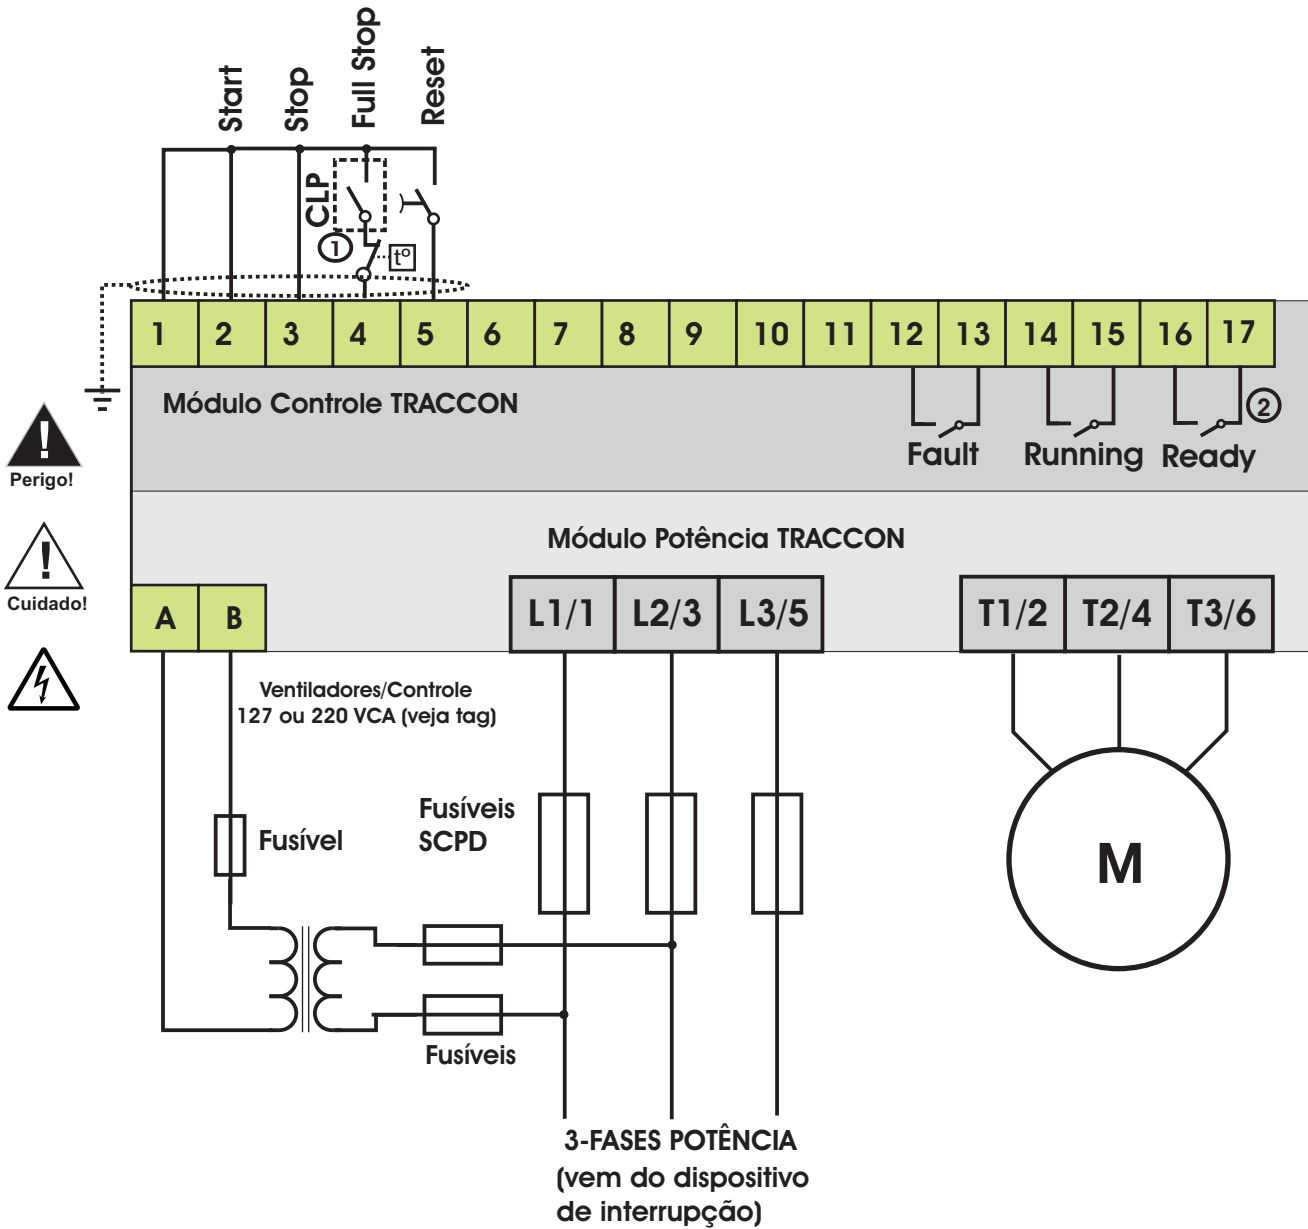 Start
Stop
Full Stop
Reset
CLP
1
tº
1 2 3 4 5 6 7 8 9 10 11 12 13 14 15 16 17
Módulo Controle TRACCON
2
Fault Running Ready
Perigo!
Módulo Potência TRACCON
Cuidado!
A B L1/1 L2/3 L3/5 T1/2 T2/4 T3/6
Ventiladores/Controle
127 ou 220 VCA (veja tag)
Fusíveis
SCPD
Fusível
M
Fusíveis
3-FASES POTÊNCIA
(vem do dispositivo
de interrupção)